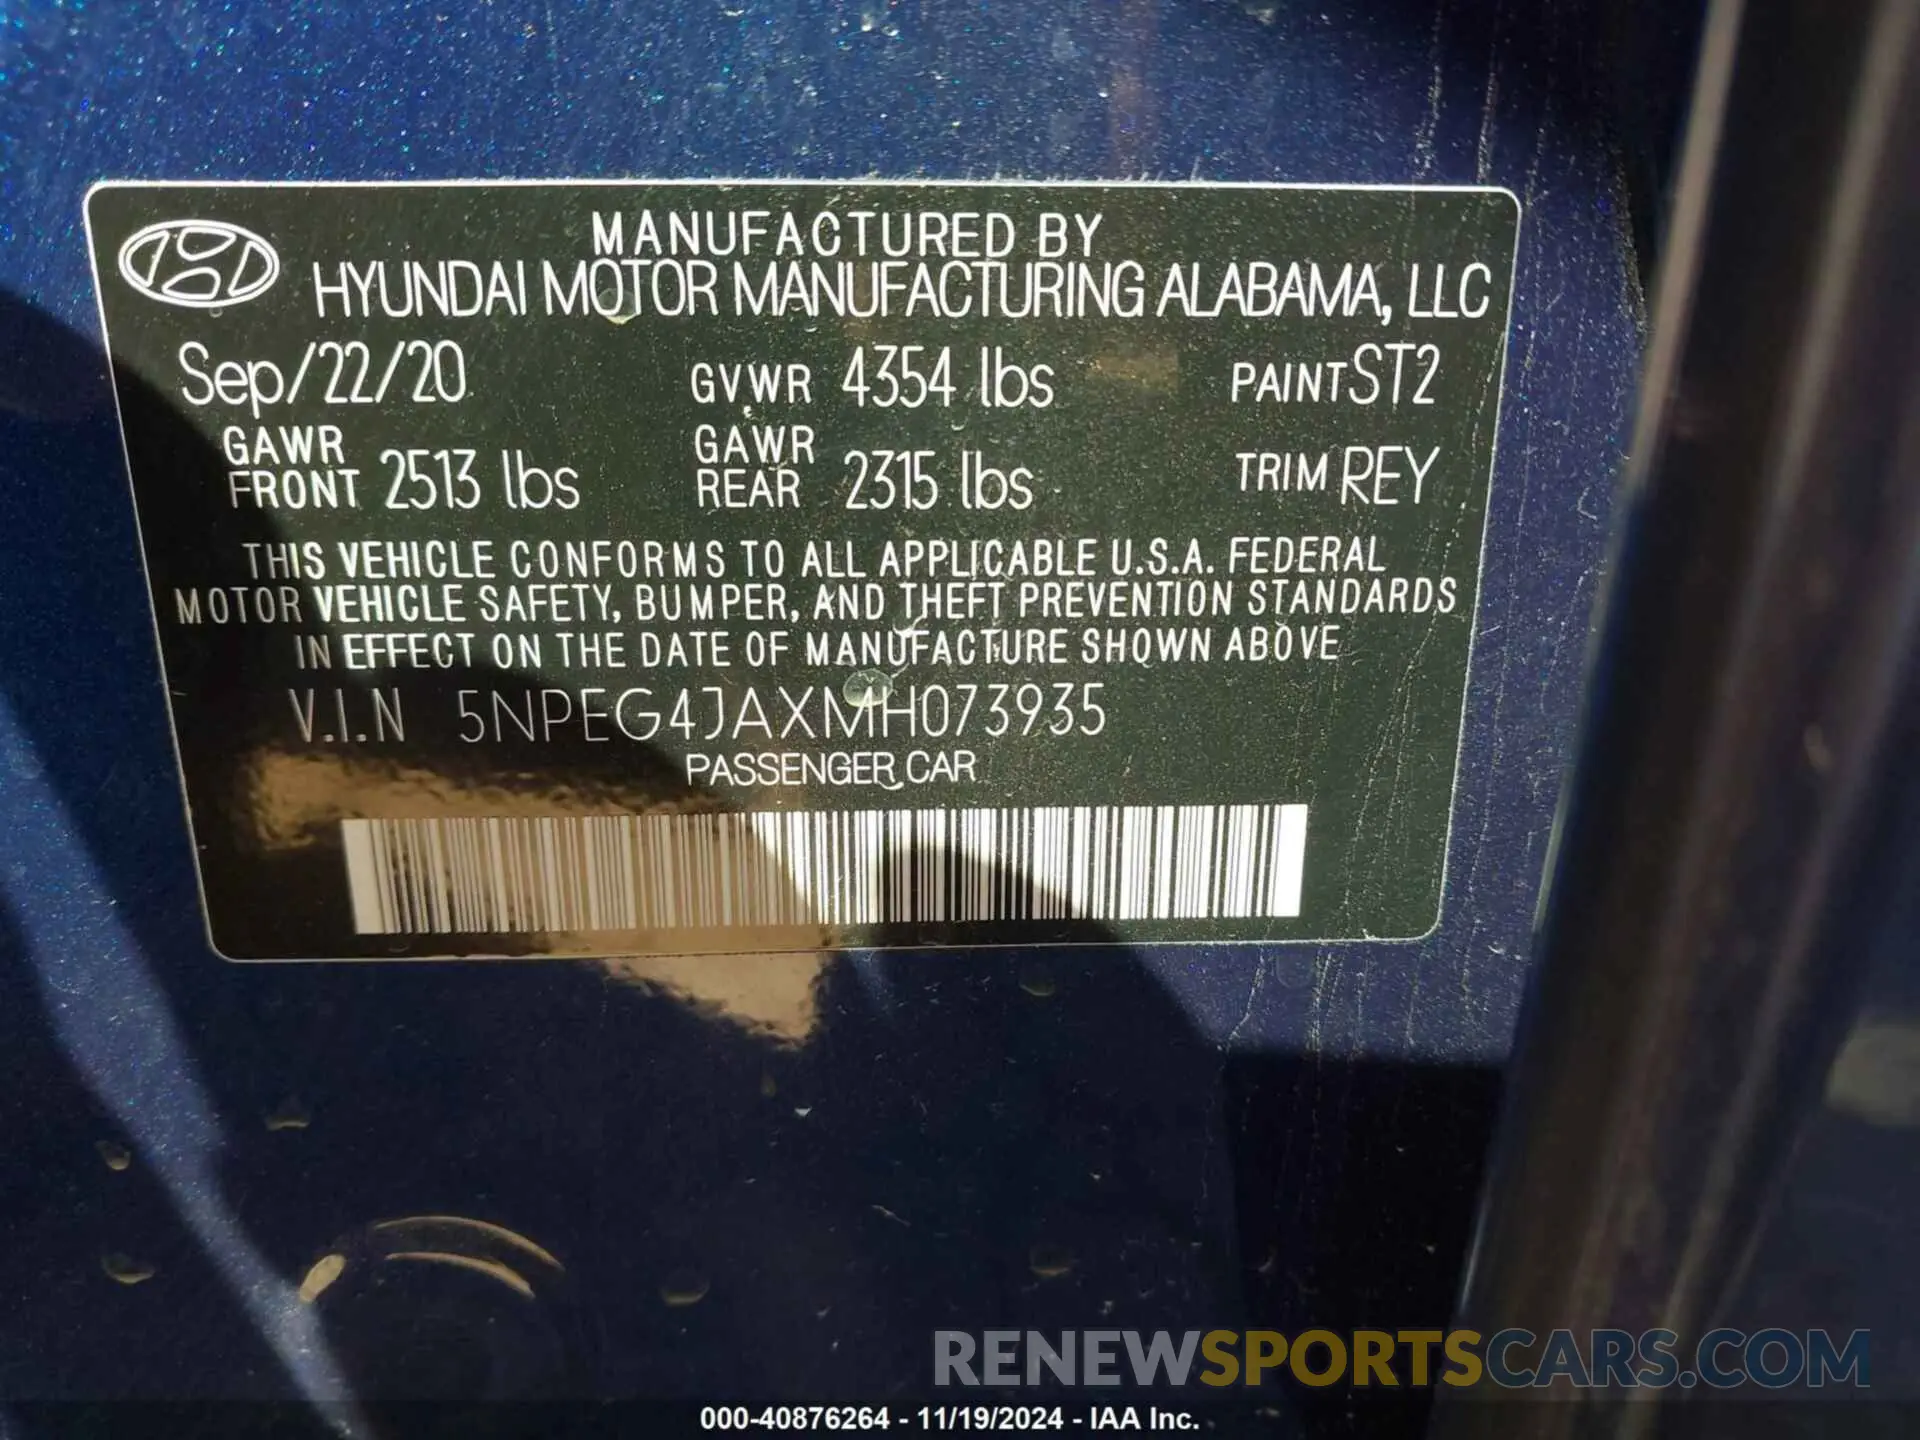 MANUFACTURED BY
HYUNDAI MOTOR MANUFACTURING ALABAMA, LLC
Sep/22/20 GVWR 4354 lbs PAINT ST2
GAWR FRONT 2513 lbs GAWR REAR 2315 lbs TRIM REY
THIS VEHICLE CONFORMS TO ALL APPLICABLE U.S.A. FEDERAL
MOTOR VEHICLE SAFETY, BUMPER, AND THEFT PREVENTION STANDARDS
IN EFFECT ON THE DATE OF MANUFACTURE SHOWN ABOVE
V.I.N 5NPEG4JAXMH073935
PASSENGER CAR
RENEWSPORTSCARS.COM
000-40876264 - 11/19/2024 - IAA Inc.